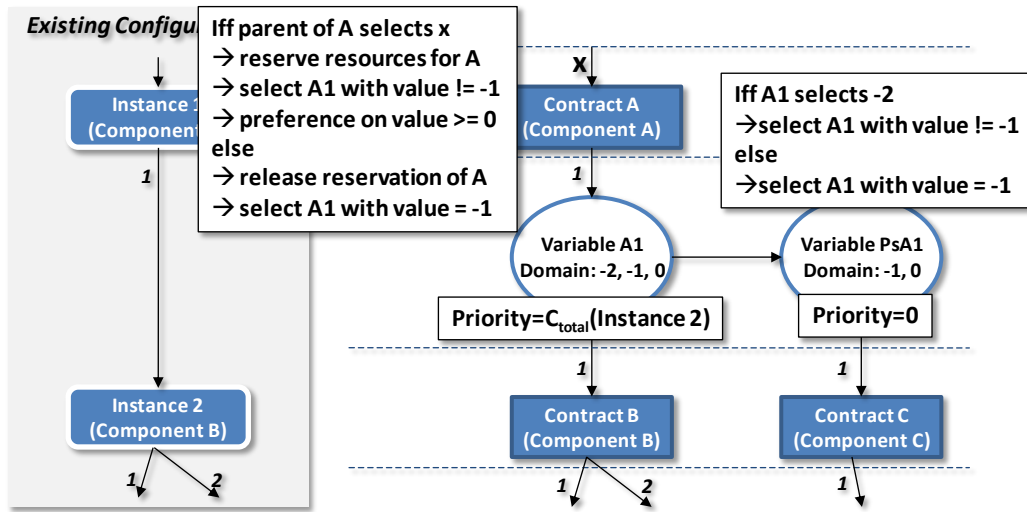 Existing Configur
Iff parent of A selects x
→ reserve resources for A
→ select A1 with value != -1
→ preference on value >= 0
else
→ release reservation of A
→ select A1 with value = -1
Instance 1
(Component
1
x
Contract A
(Component A)
1
Iff A1 selects -2
→select A1 with value != -1
else
→select A1 with value = -1
Variable A1
Domain: -2, -1, 0
Variable PsA1
Domain: -1, 0
Priority=Ctotal(Instance 2)
Priority=0
1
1
Instance 2
(Component B)
Contract B
(Component B)
Contract C
(Component C)
1
2
1
2
1